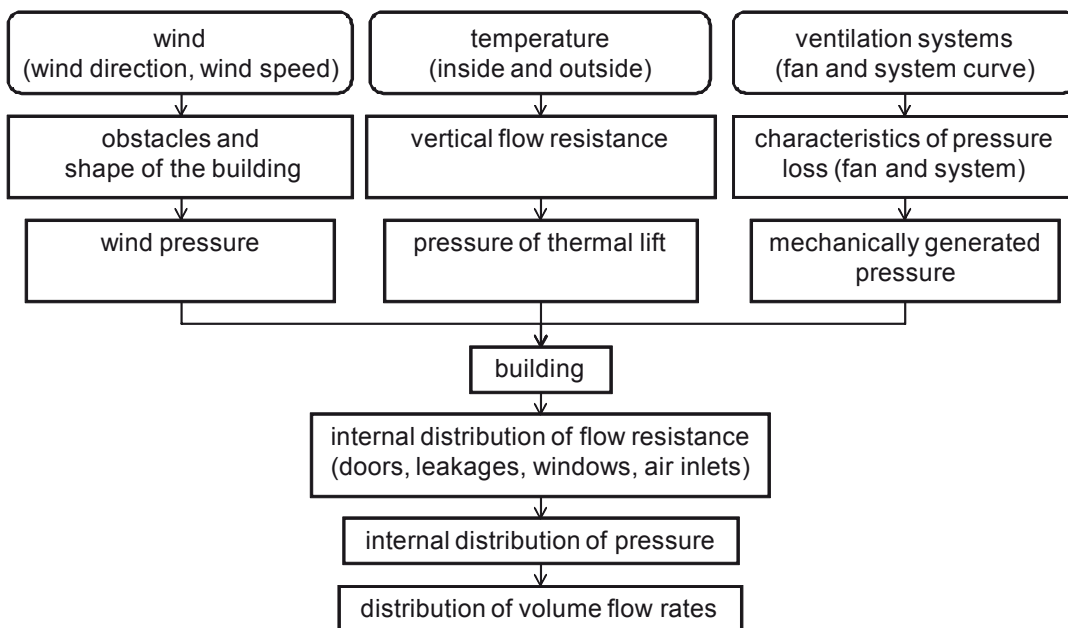 wind
(wind direction, wind speed)
temperature
(inside and outside)
ventilation systems
(fan and system curve)
obstacles and
shape of the building
vertical flow resistance
characteristics of pressure
loss (fan and system)
wind pressure
pressure of thermal lift
mechanically generated
pressure
building
internal distribution of flow resistance
(doors, leakages, windows, air inlets)
internal distribution of pressure
distribution of volume flow rates